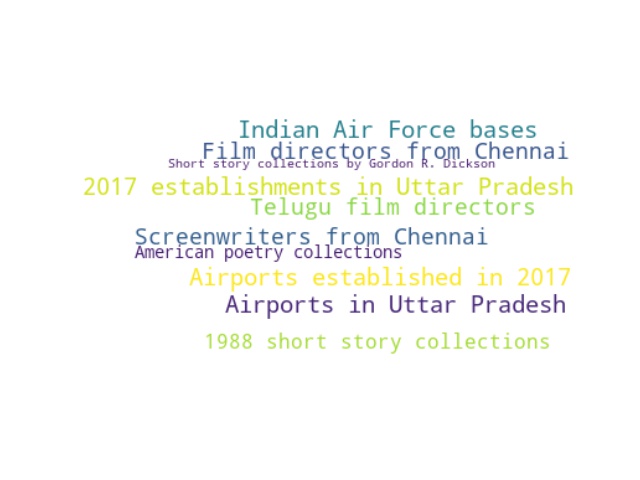 Indian Air Force bases
Film directors from Chennai
Short story collections by Gordon R. Dickson
2017 establishments in Uttar Pradesh
Telugu film directors
Screenwriters from Chennai
American poetry collections
Airports established in 2017
Airports in Uttar Pradesh
1988 short story collections